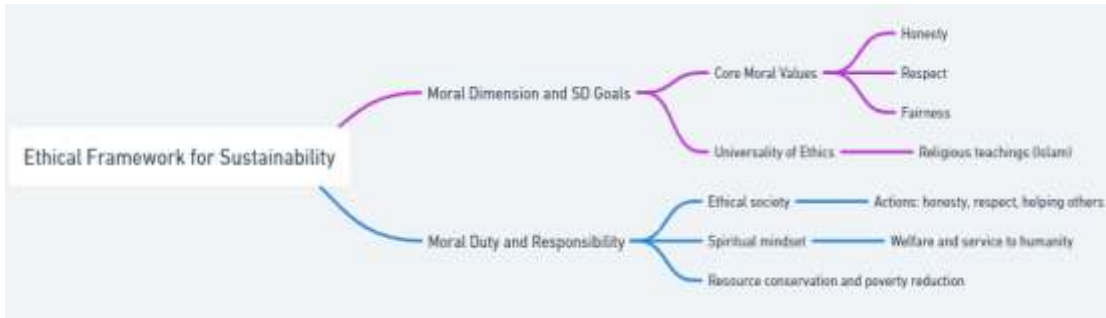 Ethical Framework for Sustainability
Moral Dimension and SD Goals
Core Moral Values
Honesty
Respect
Fairness
Universality of Ethics
Religious teachings (Islam)
Moral Duty and Responsibility
Ethical society
Actions: honesty, respect, helping others
Spiritual mindset
Welfare and service to humanity
Resource conservation and poverty reduction